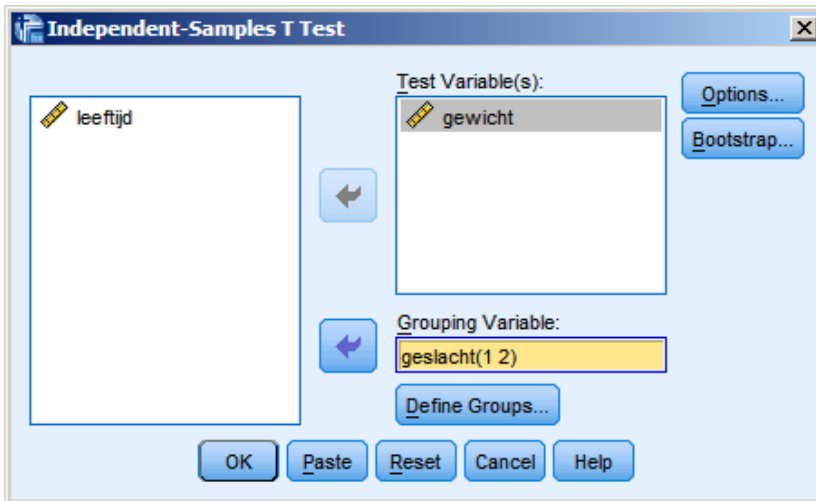 Independent-Samples T Test
leeftijd
Test Variable(s):
gewicht
Options...
Bootstrap...
Grouping Variable:
geslacht(1 2)
Define Groups...
OK
Paste
Reset
Cancel
Help